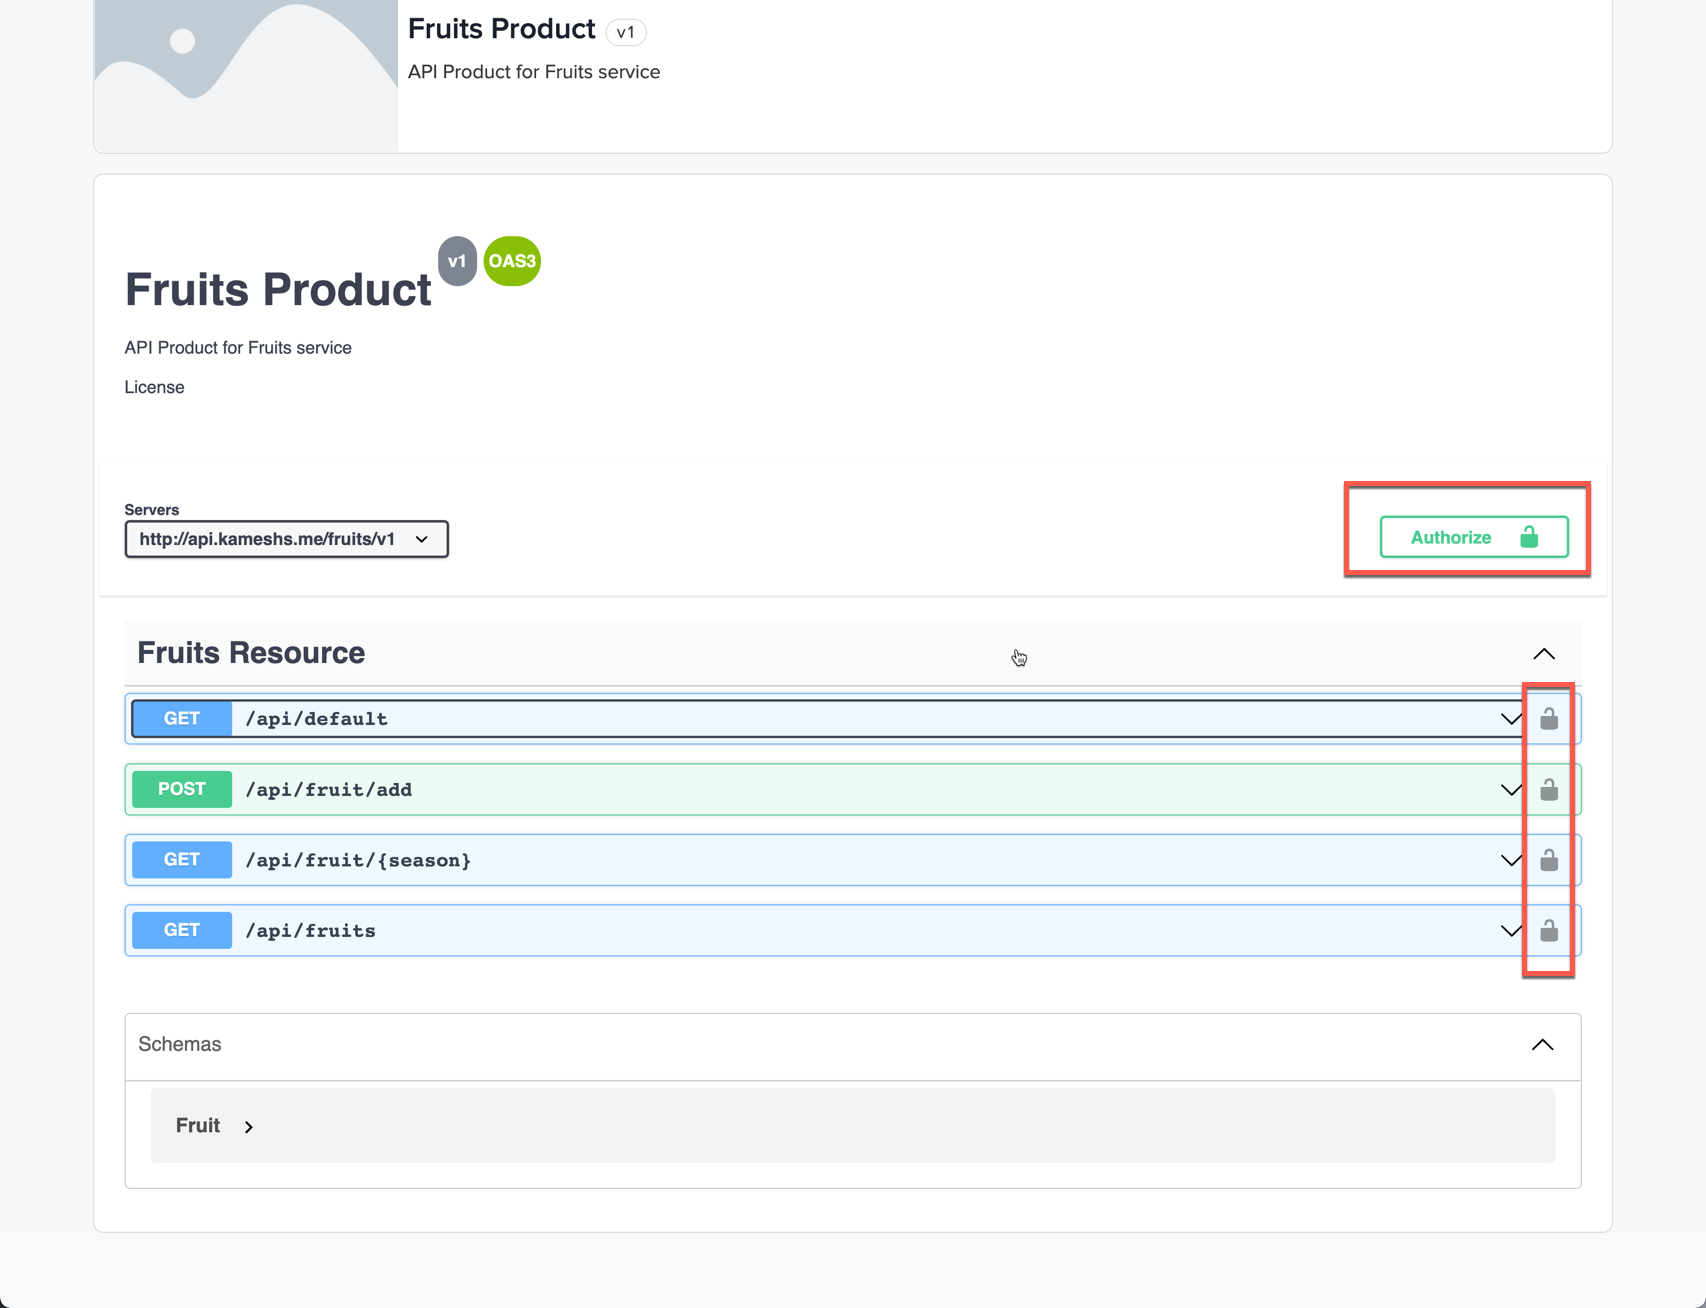 Fruits Product v1
API Product for Fruits service
Fruits Product v1 OAS3
API Product for Fruits service
License
Servers
http://api.kameshs.me/fruits/v1
Authorize
Fruits Resource
GET /api/default
POST /api/fruit/add
GET /api/fruit/{season}
GET /api/fruits
Schemas
Fruit